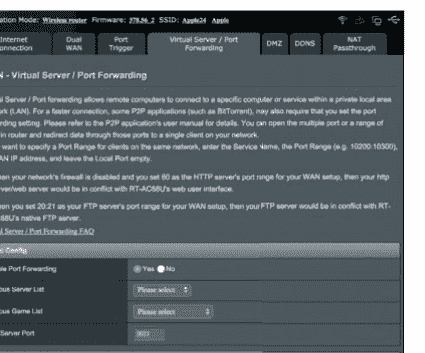 ation Mode: Wireless router Firmware: 378.56_2 SSID: Apple24 Apple
Internet Dual Port Virtual Server / Port DMZ DDNS NAT
onnection WAN Trigger Forwarding Passthrough
N - Virtual Server / Port Forwarding
al Server / Port forwarding allows remote computers to connect to a specific computer or service within a private local area
ork (LAN). For a faster connection, some P2P applications (such as BitTorrent), may also require that you set the port
rding setting. Please refer to the P2P application's user manual for details. You can open the multiple port or a range of
in router and redirect data through those ports to a single client on your network.
want to specify a Port Range for clients on the same network, enter the Service Name, the Port Range (e.g. 10200:10300),
AN IP address, and leave the Local Port empty.
en your network's firewall is disabled and you set 80 as the HTTP server's port range for your WAN setup, then your http
rver/web server would be in conflict with RT-AC68U's web user interface.
en you set 20:21 as your FTP server's port range for your WAN setup, then your FTP server would be in conflict with RT-
68U's native FTP server.
al Server / Port Forwarding FAQ
c Config
ble Port Forwarding Yes No
ous Server List Please select
ous Game List Please select
Server Port